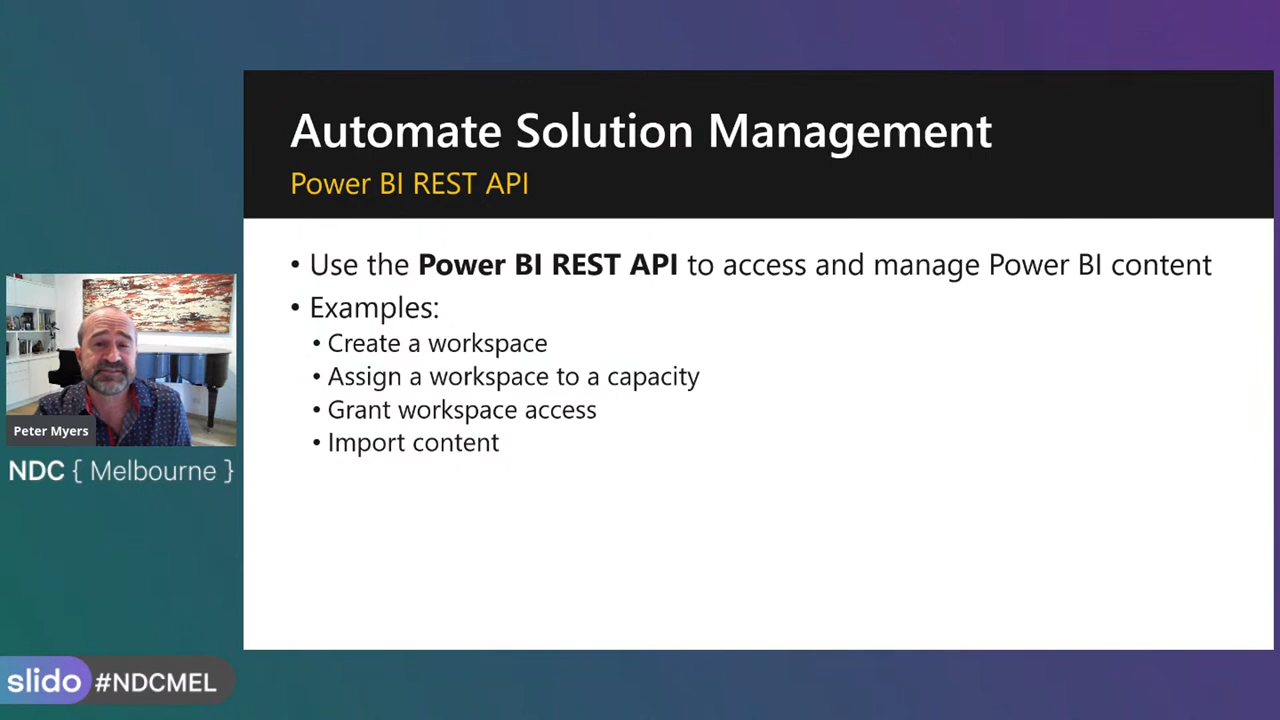 Automate Solution Management
Power BI REST API
• Use the Power BI REST API to access and manage Power BI content
• Examples:
• Create a workspace
• Assign a workspace to a capacity
• Grant workspace access
• Import content
Peter Myers
NDC { Melbourne }
slido #NDCMEL